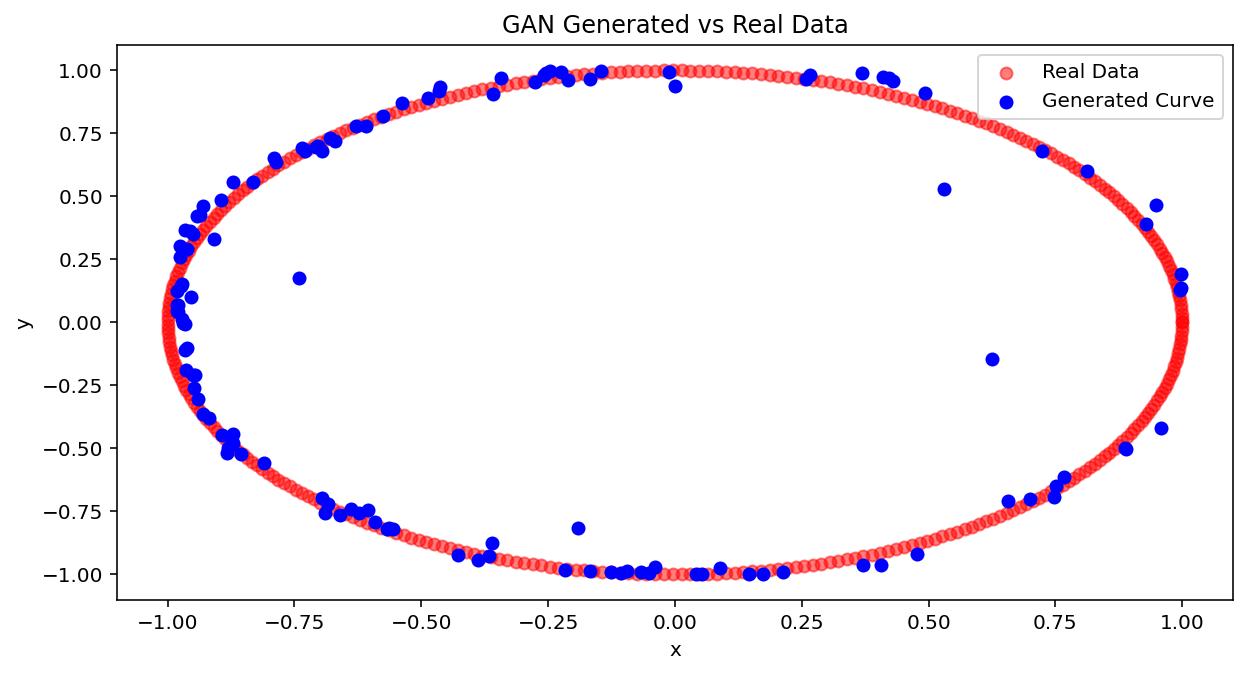 GAN Generated vs Real Data
Real Data
Generated Curve
1.00
0.75
0.50
0.25
0.00
−0.25
−0.50
−0.75
−1.00
y
−1.00 −0.75 −0.50 −0.25 0.00 0.25 0.50 0.75 1.00
x